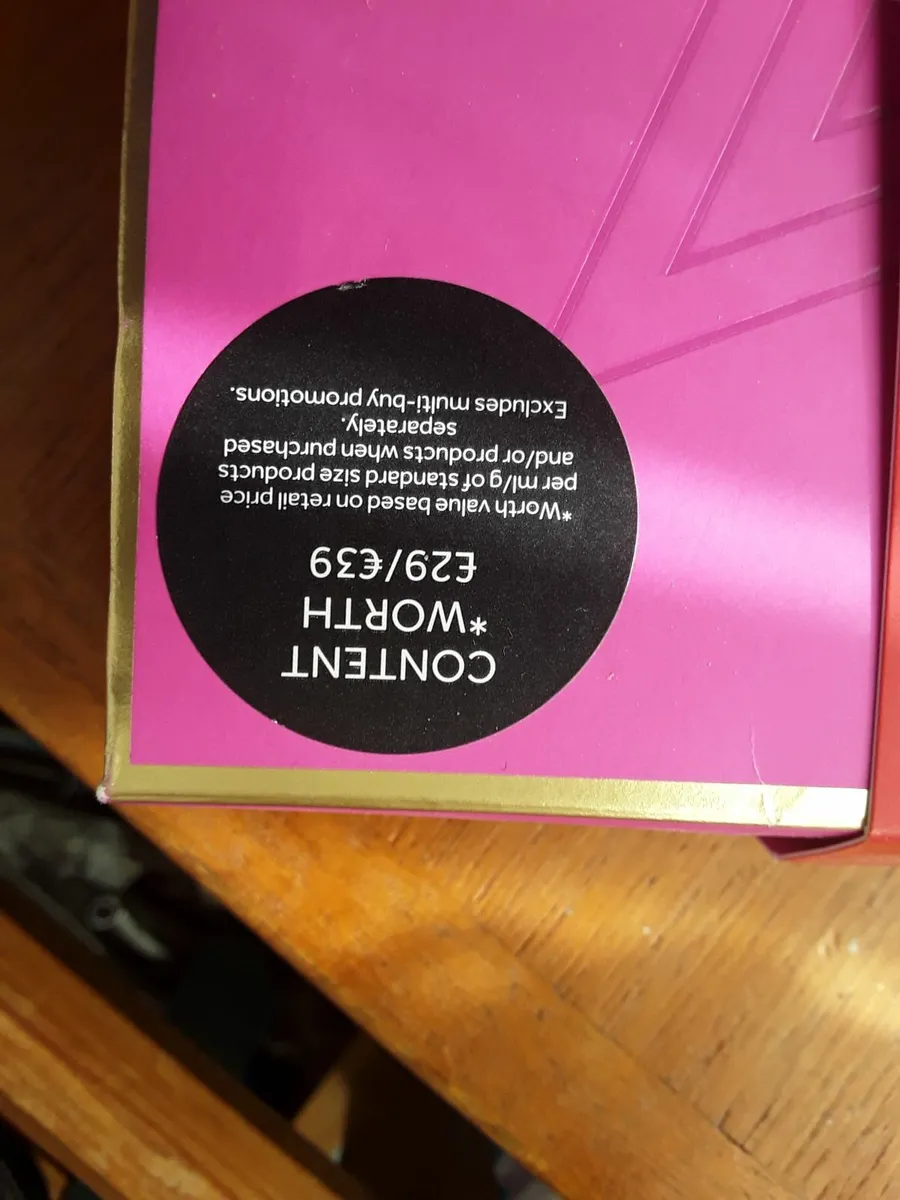 CONTENT
*WORTH
£29/€39
*Worth value based on retail price
per ml/g of standard size products
and/or products when purchased
separately.
Excludes multi-buy promotions.